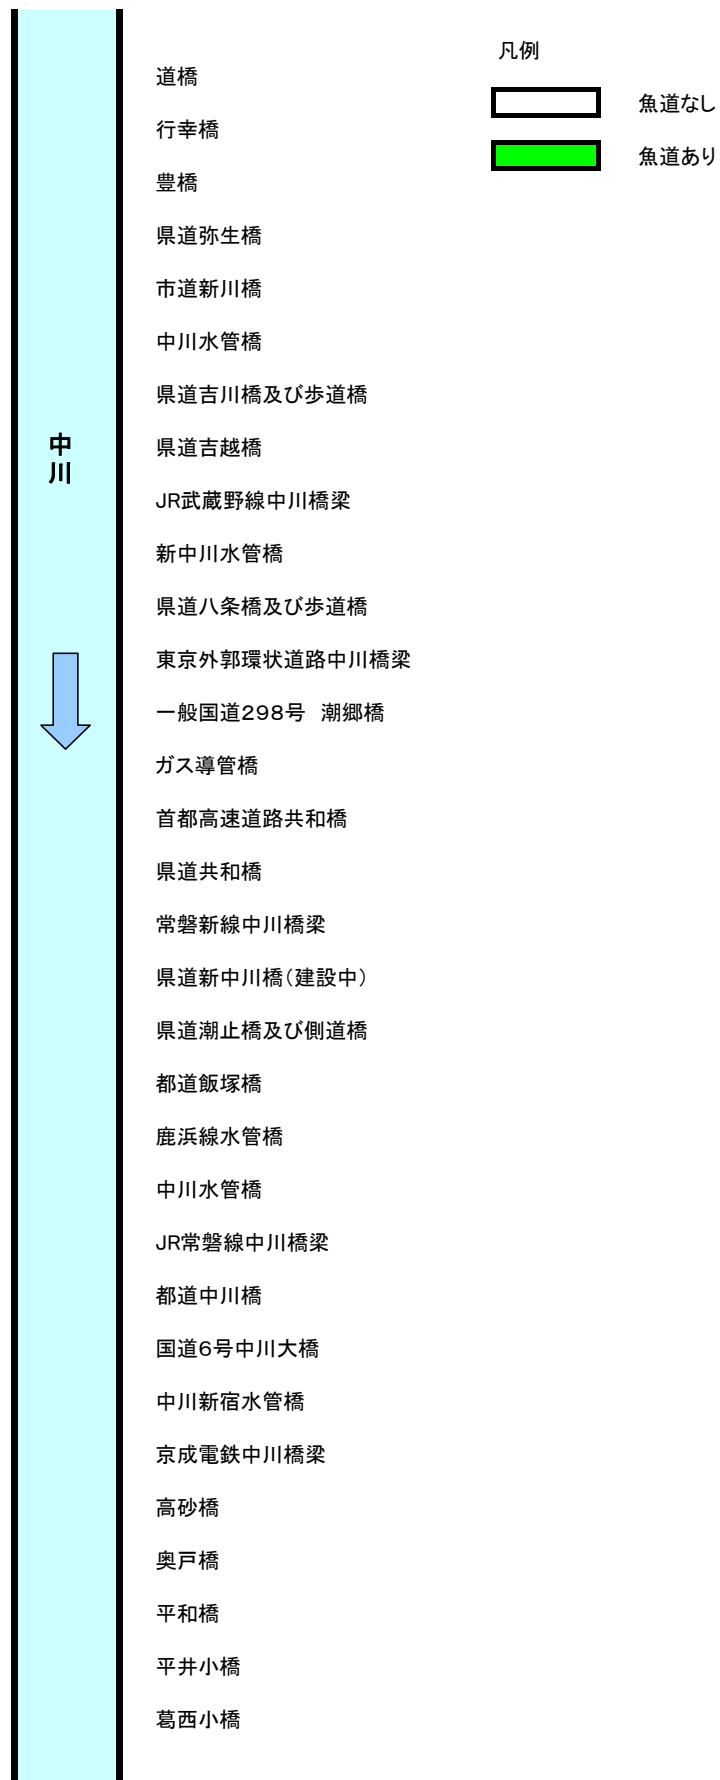 凡例
魚道なし
魚道あり
道橋
行幸橋
豊橋
県道弥生橋
市道新川橋
中川水管橋
県道吉川橋及び歩道橋
県道吉越橋
中川
JR武蔵野線中川橋梁
新中川水管橋
県道八条橋及び歩道橋
東京外郭環状道路中川橋梁
一般国道298号　潮郷橋
ガス導管橋
首都高速道路共和橋
県道共和橋
常磐新線中川橋梁
県道新中川橋（建設中）
県道潮止橋及び側道橋
都道飯塚橋
鹿浜線水管橋
中川水管橋
JR常磐線中川橋梁
都道中川橋
国道6号中川大橋
中川新宿水管橋
京成電鉄中川橋梁
高砂橋
奥戸橋
平和橋
平井小橋
葛西小橋